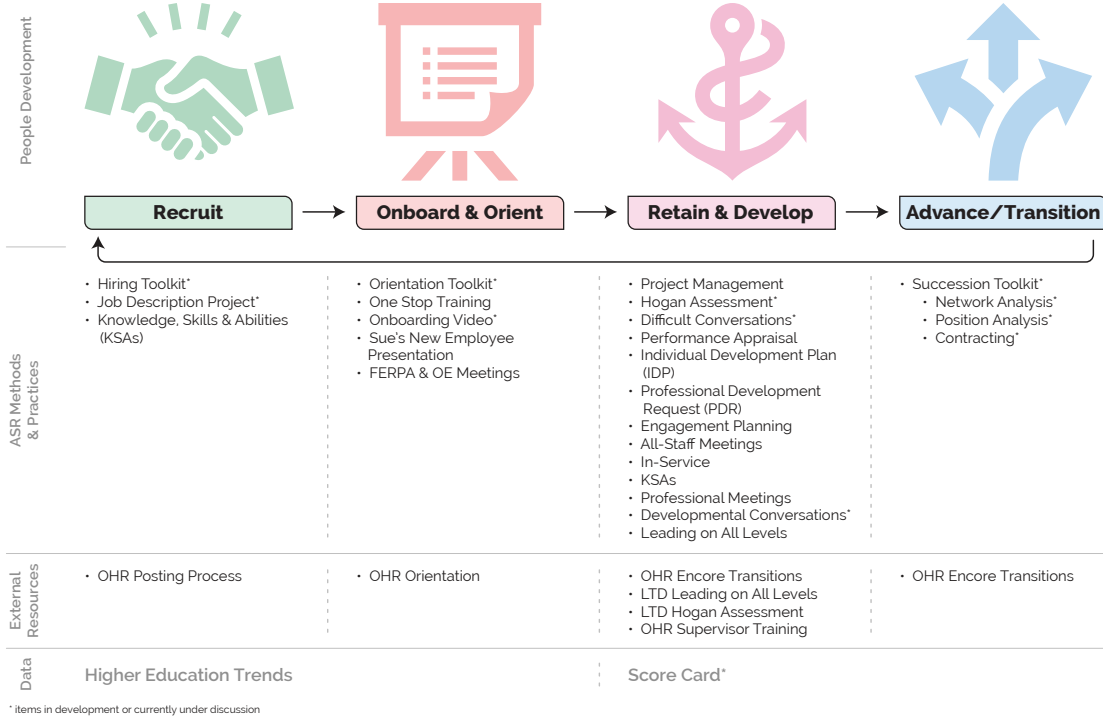 People Development
Recruit
Onboard & Orient
Retain & Develop
Advance/Transition
ASR Methods
& Practices
• Hiring Toolkit*
• Job Description Project*
• Knowledge, Skills & Abilities
(KSAs)
• Orientation Toolkit*
• One Stop Training
• Onboarding Video*
• Sue's New Employee
Presentation
• FERPA & OE Meetings
• Project Management
• Hogan Assessment*
• Difficult Conversations*
• Performance Appraisal
• Individual Development Plan
(IDP)
• Professional Development
Request (PDR)
• Engagement Planning
• All-Staff Meetings
• In-Service
• KSAs
• Professional Meetings
• Developmental Conversations*
• Leading on All Levels
• Succession Toolkit*
• Network Analysis*
• Position Analysis*
• Contracting*
External
Resources
• OHR Posting Process
• OHR Orientation
• OHR Encore Transitions
• LTD Leading on All Levels
• LTD Hogan Assessment
• OHR Supervisor Training
• OHR Encore Transitions
Data
Higher Education Trends
Score Card*
* items in development or currently under discussion